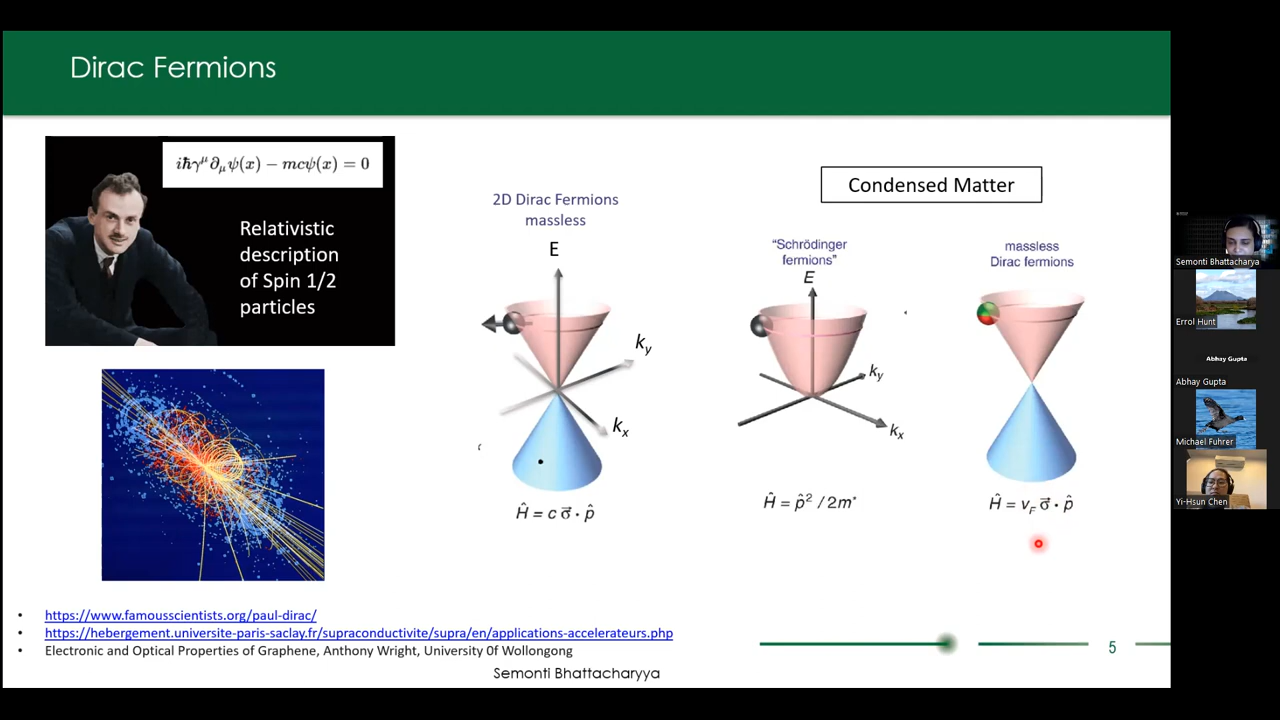 Dirac Fermions
iħγ^μ ∂_μ ψ(x) − mcψ(x) = 0
Relativistic
description
of Spin 1/2
particles
2D Dirac Fermions
massless
E
k_y
k_x
Ĥ = c σ⃗ · p̂
Condensed Matter
"Schrödinger
fermions"
E
k_y
k_x
Ĥ = p̂² / 2m*
massless
Dirac fermions
Ĥ = v_F σ⃗ · p̂
• https://www.famousscientists.org/paul-dirac/
• https://hebergement.universite-paris-saclay.fr/supraconductivite/supra/en/applications-accelerateurs.php
• Electronic and Optical Properties of Graphene, Anthony Wright, University 0f Wollongong
Semonti Bhattacharyya
5
Semonti Bhattacharya
Errol Hunt
Abhay Gupta
Abhay Gupta
Michael Fuhrer
Yi-Hsun Chen